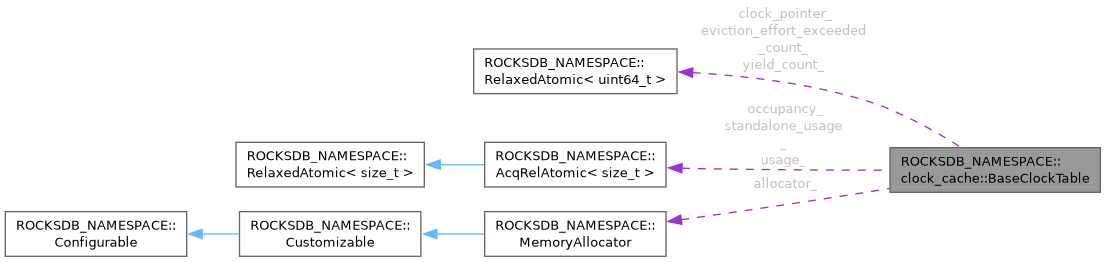 clock_pointer_
eviction_effort_exceeded
_count_
yield_count_
ROCKSDB_NAMESPACE::
RelaxedAtomic< uint64_t >
occupancy_
standalone_usage
_
usage_
ROCKSDB_NAMESPACE::
RelaxedAtomic< size_t >
ROCKSDB_NAMESPACE::
AcqRelAtomic< size_t >
ROCKSDB_NAMESPACE::
clock_cache::BaseClockTable
allocator_
ROCKSDB_NAMESPACE::
Configurable
ROCKSDB_NAMESPACE::
Customizable
ROCKSDB_NAMESPACE::
MemoryAllocator